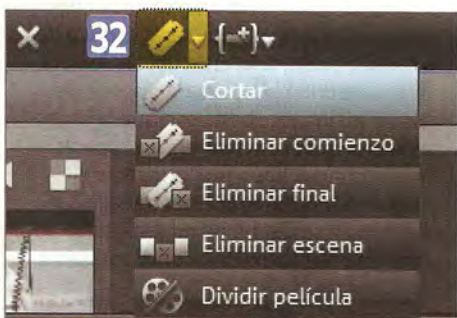 32
Cortar
Eliminar comienzo
Eliminar final
Eliminar escena
Dividir película